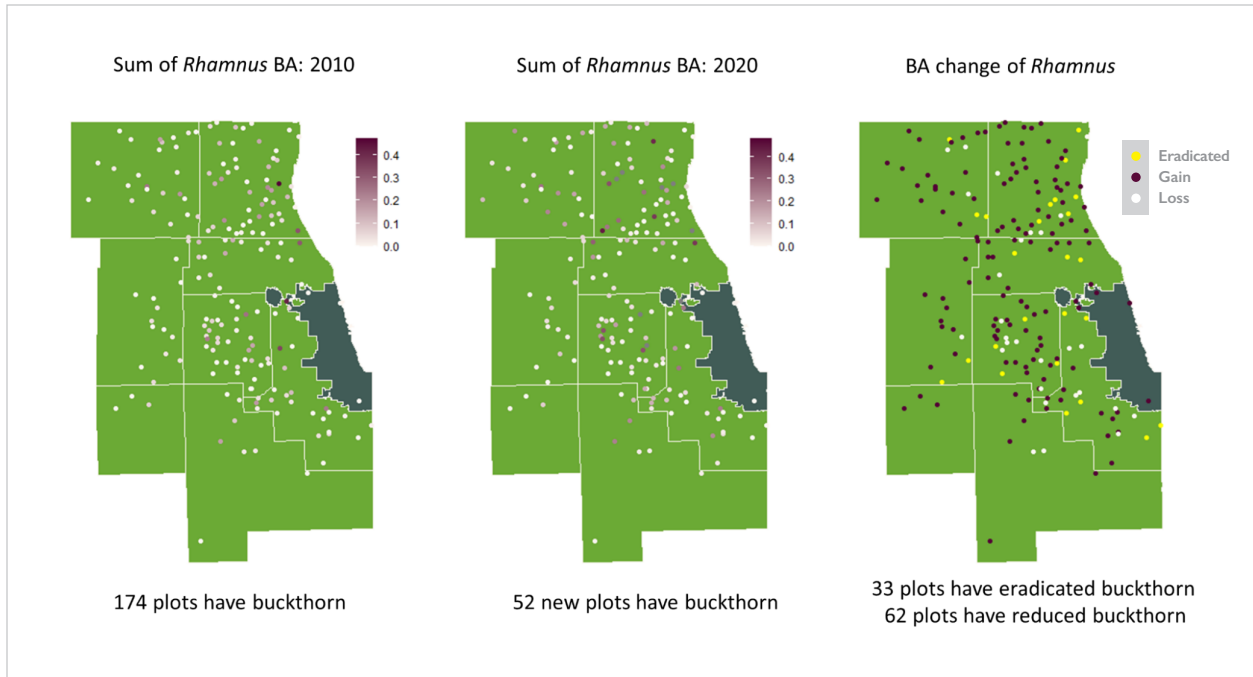 Sum of Rhamnus BA: 2010
0.4
0.3
0.2
0.1
0.0
174 plots have buckthorn
Sum of Rhamnus BA: 2020
0.4
0.3
0.2
0.1
0.0
52 new plots have buckthorn
BA change of Rhamnus
Eradicated
Gain
Loss
33 plots have eradicated buckthorn
62 plots have reduced buckthorn